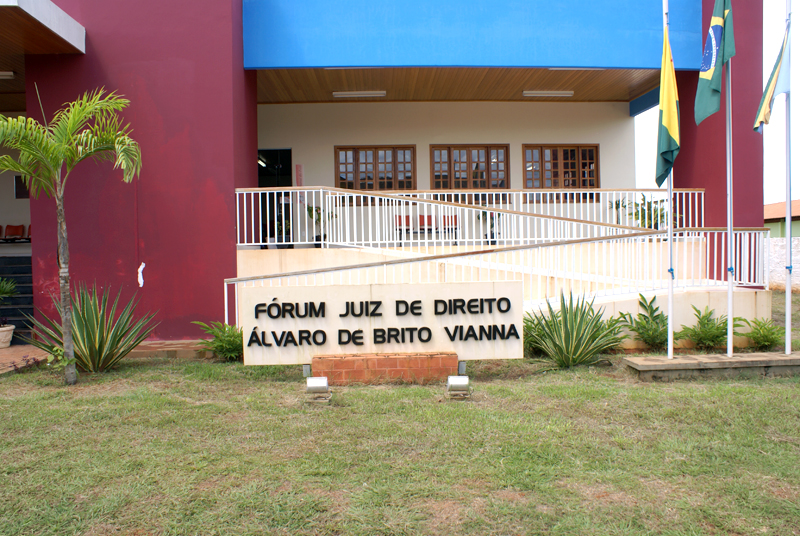 FÓRUM JUIZ DE DIREITO
ÁLVARO DE BRITO VIANNA